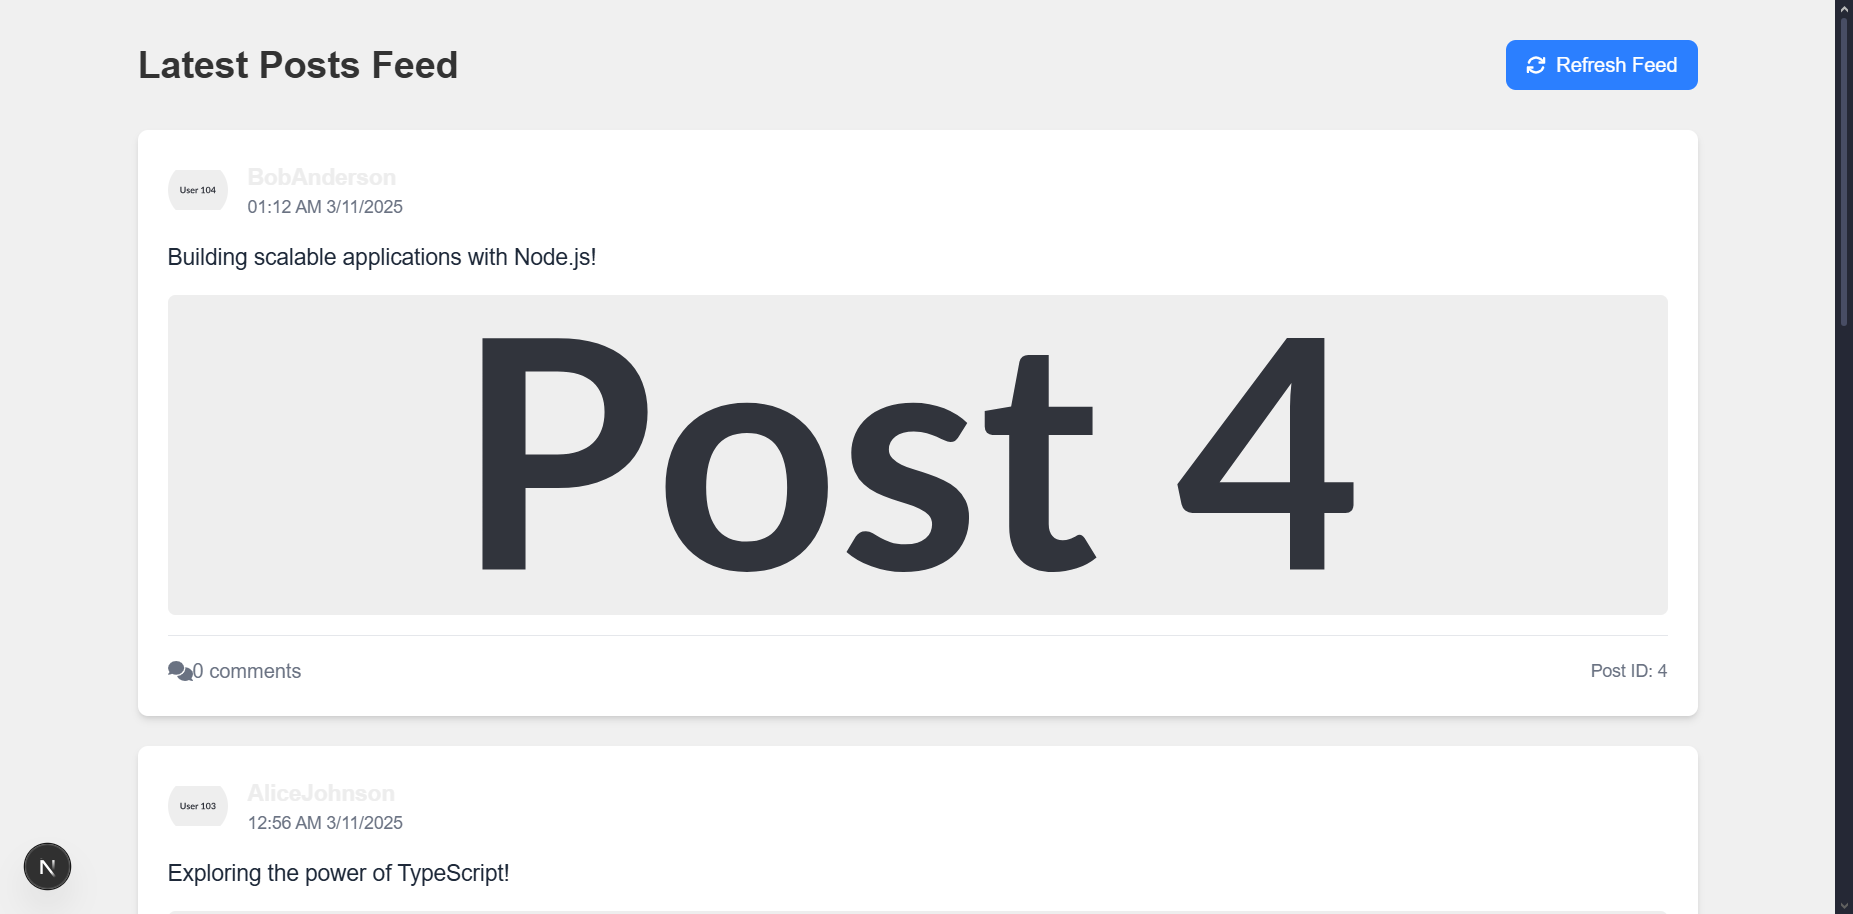 Latest Posts Feed
Refresh Feed
User 104
BobAnderson
01:12 AM 3/11/2025
Building scalable applications with Node.js!
Post 4
0 comments
Post ID: 4
User 103
AliceJohnson
12:56 AM 3/11/2025
Exploring the power of TypeScript!
N